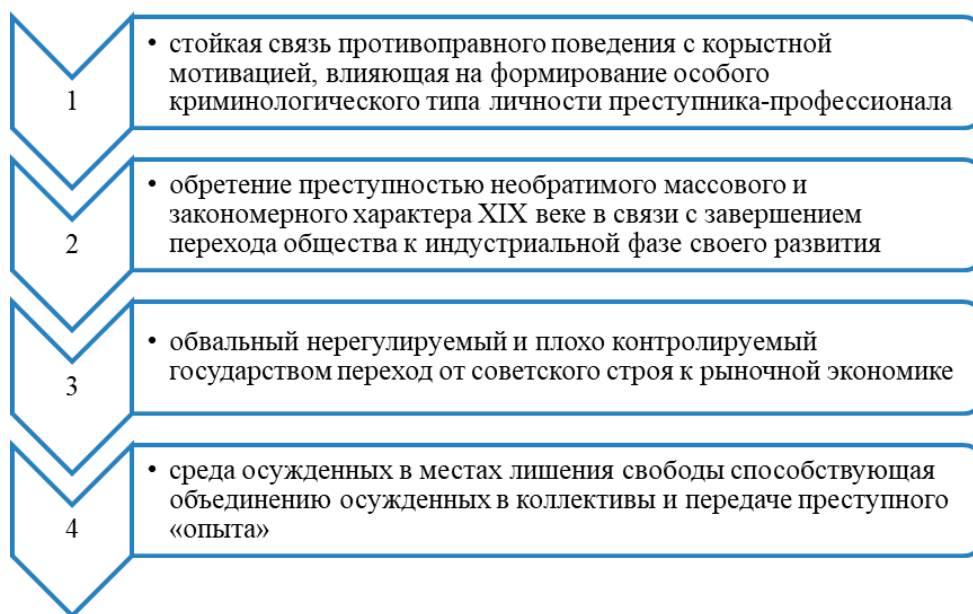 1
• стойкая связь противоправного поведения с корыстной
мотивацией, влияющая на формирование особого
криминологического типа личности преступника-профессионала
2
• обретение преступностью необратимого массового и
закономерного характера XIX веке в связи с завершением
перехода общества к индустриальной фазе своего развития
3
• обвальный нерегулируемый и плохо контролируемый
государством переход от советского строя к рыночной экономике
4
• среда осужденных в местах лишения свободы способствующая
объединению осужденных в коллективы и передаче преступного
«опыта»